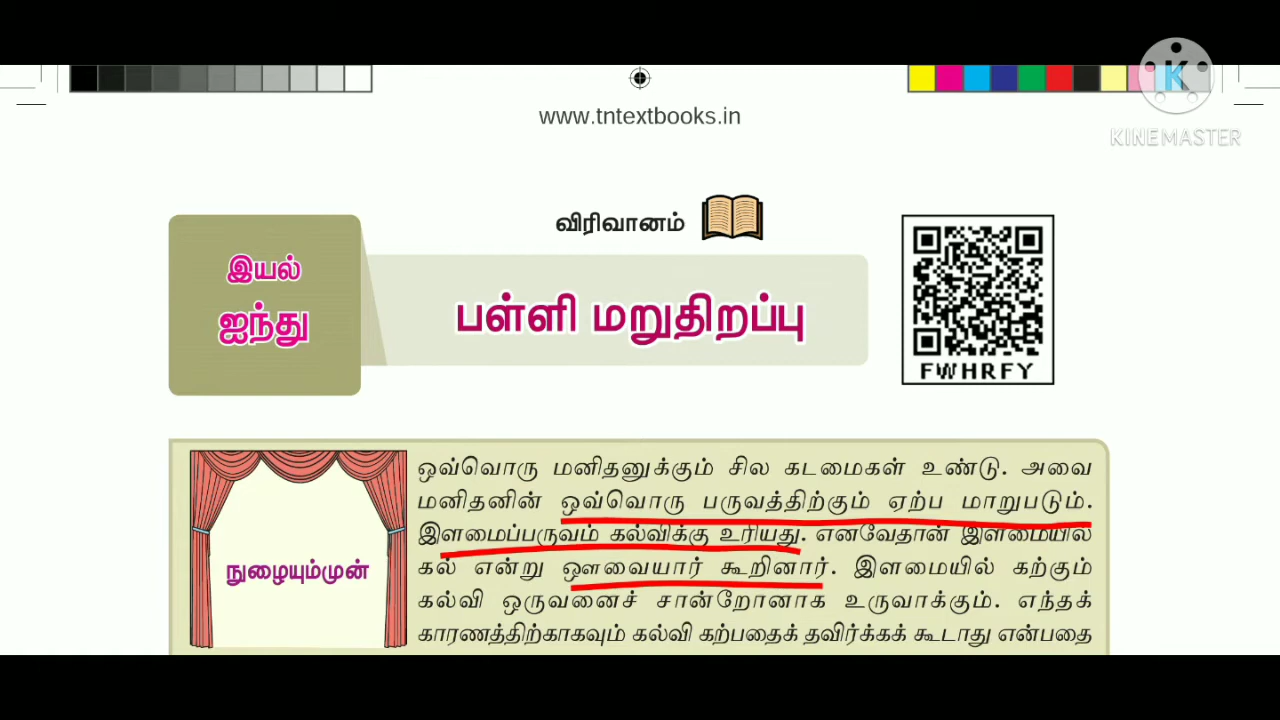 www.tntextbooks.in
K
KINEMASTER
விரிவானம்
இயல்
ஐந்து
பள்ளி மறுதிறப்பு
FWHRFY
நுழையும்முன்
ஒவ்வொரு மனிதனுக்கும் சில கடமைகள் உண்டு. அவை
மனிதனின் ஒவ்வொரு பருவத்திற்கும் ஏற்ப மாறுபடும்.
இளமைப்பருவம் கல்விக்கு உரியது. எனவேதான் இளமையில்
கல் என்று ஔவையார் கூறினார். இளமையில் கற்கும்
கல்வி ஒருவனைச் சான்றோனாக உருவாக்கும். எந்தக்
காரணத்திற்காகவும் கல்வி கற்பதைக் தவிர்க்கக் கூடாது என்பதை